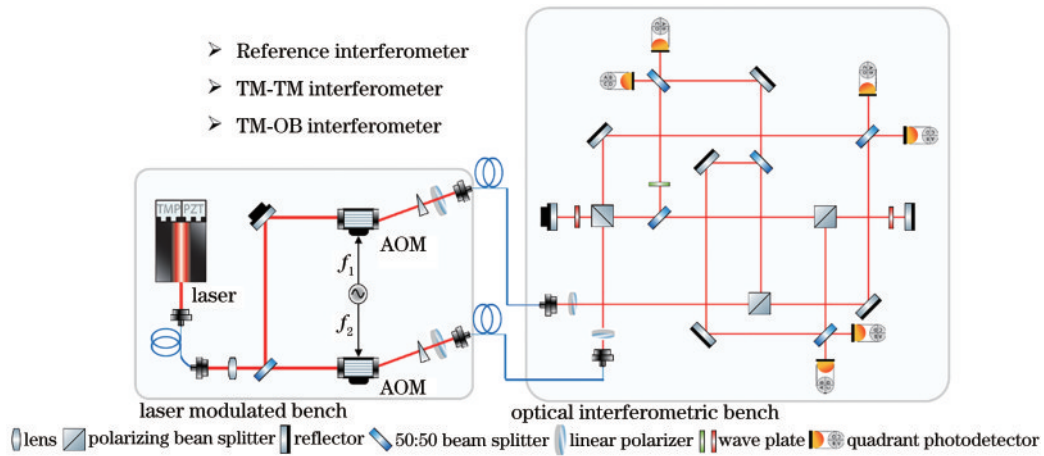 Reference interferometer
TM-TM interferometer
TM-OB interferometer
TMP PZT
laser
AOM
f1
f2
AOM
laser modulated bench
optical interferometric bench
lens polarizing bean splitter reflector 50:50 beam splitter linear polarizer wave plate quadrant photodetector